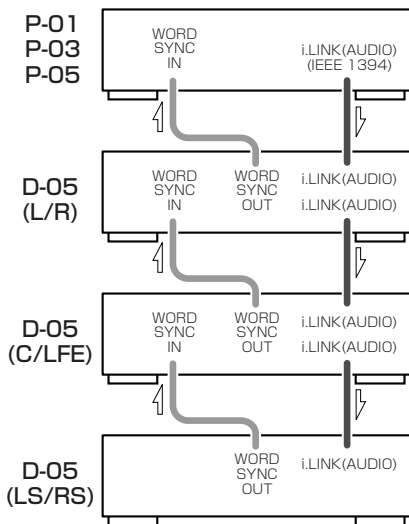 P-01
P-03
P-05
WORD
SYNC
IN
i.LINK(AUDIO)
(IEEE 1394)
D-05
(L/R)
WORD
SYNC
IN
WORD
SYNC
OUT
i.LINK(AUDIO)
i.LINK(AUDIO)
D-05
(C/LFE)
WORD
SYNC
IN
WORD
SYNC
OUT
i.LINK(AUDIO)
i.LINK(AUDIO)
D-05
(LS/RS)
WORD
SYNC
OUT
i.LINK(AUDIO)